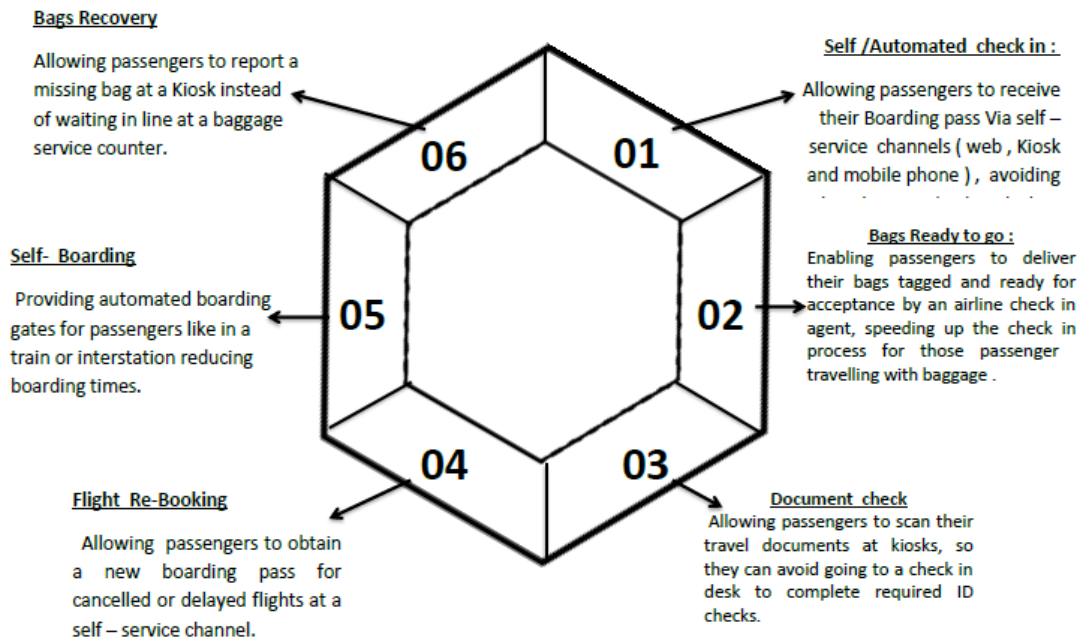 Bags Recovery
Allowing passengers to report a
missing bag at a Kiosk instead
of waiting in line at a baggage
service counter.
06
Self /Automated check in :
Allowing passengers to receive
their Boarding pass Via self –
service channels ( web , Kiosk
and mobile phone ) , avoiding
01
Bags Ready to go :
Enabling passengers to deliver
their bags tagged and ready for
acceptance by an airline check in
agent, speeding up the check in
process for those passenger
travelling with baggage .
02
Self- Boarding
Providing automated boarding
gates for passengers like in a
train or interstation reducing
boarding times.
05
Flight Re-Booking
Allowing passengers to obtain
a new boarding pass for
cancelled or delayed flights at a
self – service channel.
04
03
Document check
Allowing passengers to scan their
travel documents at kiosks, so
they can avoid going to a check in
desk to complete required ID
checks.